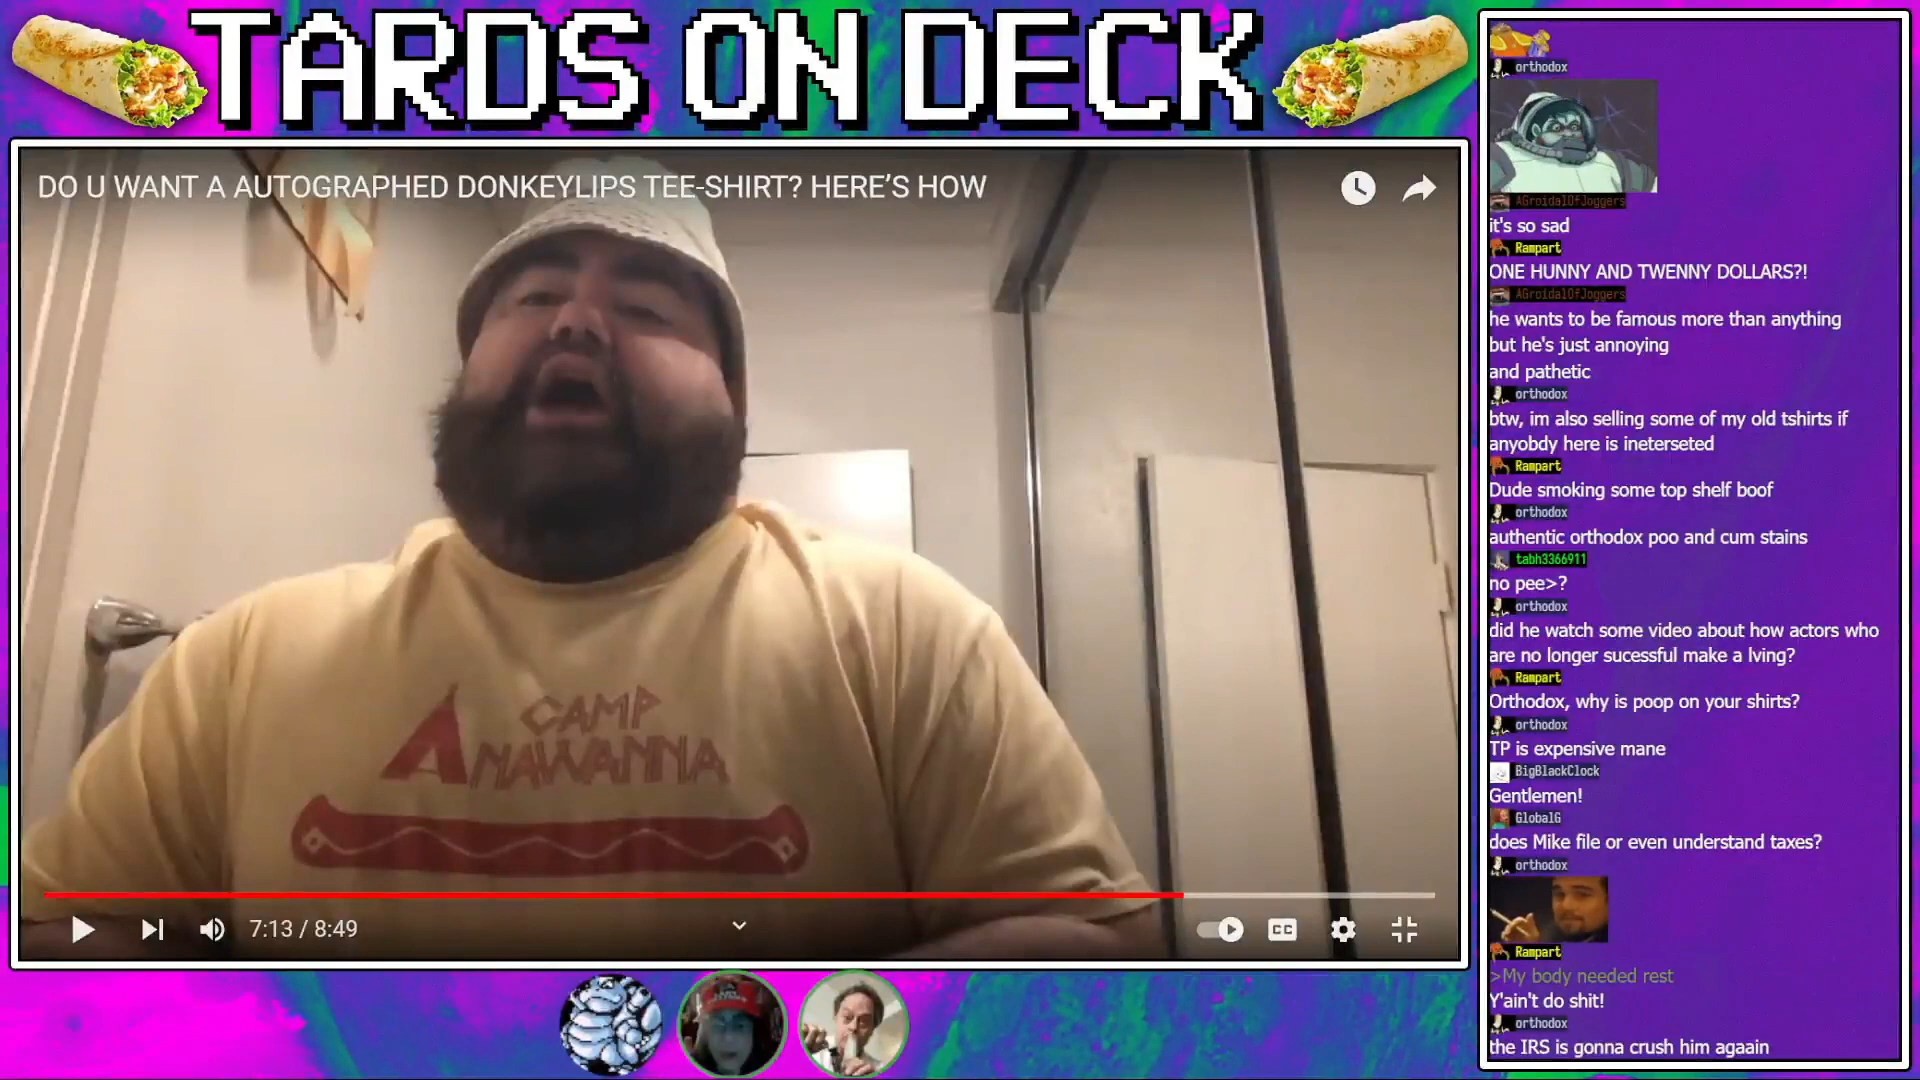 TARDS ON DECK
DO U WANT A AUTOGRAPHED DONKEYLIPS TEE-SHIRT? HERE’S HOW
CAMP
ANAWANNA
7:13 / 8:49
CC
orthodox
AGroidalOfJoggers
it's so sad
Rampart
ONE HUNNY AND TWENNY DOLLARS?!
AGroidalOfJoggers
he wants to be famous more than anything
but he's just annoying
and pathetic
orthodox
btw, im also selling some of my old tshirts if
anyobdy here is ineterseted
Rampart
Dude smoking some top shelf boof
orthodox
authentic orthodox poo and cum stains
tabh3366911
no pee>?
orthodox
did he watch some video about how actors who
are no longer sucessful make a lving?
Rampart
Orthodox, why is poop on your shirts?
orthodox
TP is expensive mane
BigBlackClock
Gentlemen!
GlobalG
does Mike file or even understand taxes?
orthodox
Rampart
>My body needed rest
Y'ain't do shit!
orthodox
the IRS is gonna crush him agaain